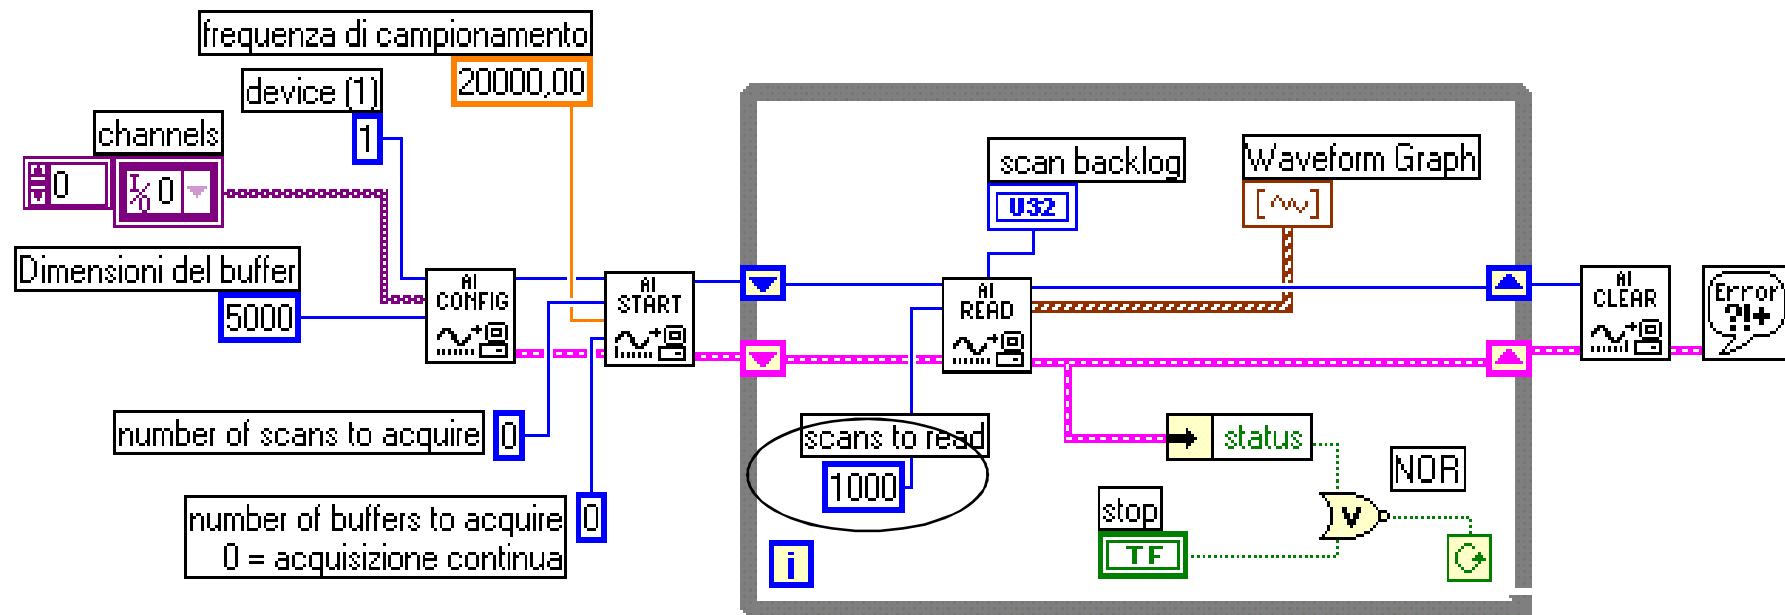 frequenza di campionamento
20000,00
device (1)
1
channels
0
I/O 0
Dimensioni del buffer
5000
AI
CONFIG
AI
START
number of scans to acquire
0
number of buffers to acquire
0 = acquisizione continua
0
scan backlog
U32
Waveform Graph
AI
READ
scans to read
1000
status
NOR
V
stop
TF
i
AI
CLEAR
Error
?!+